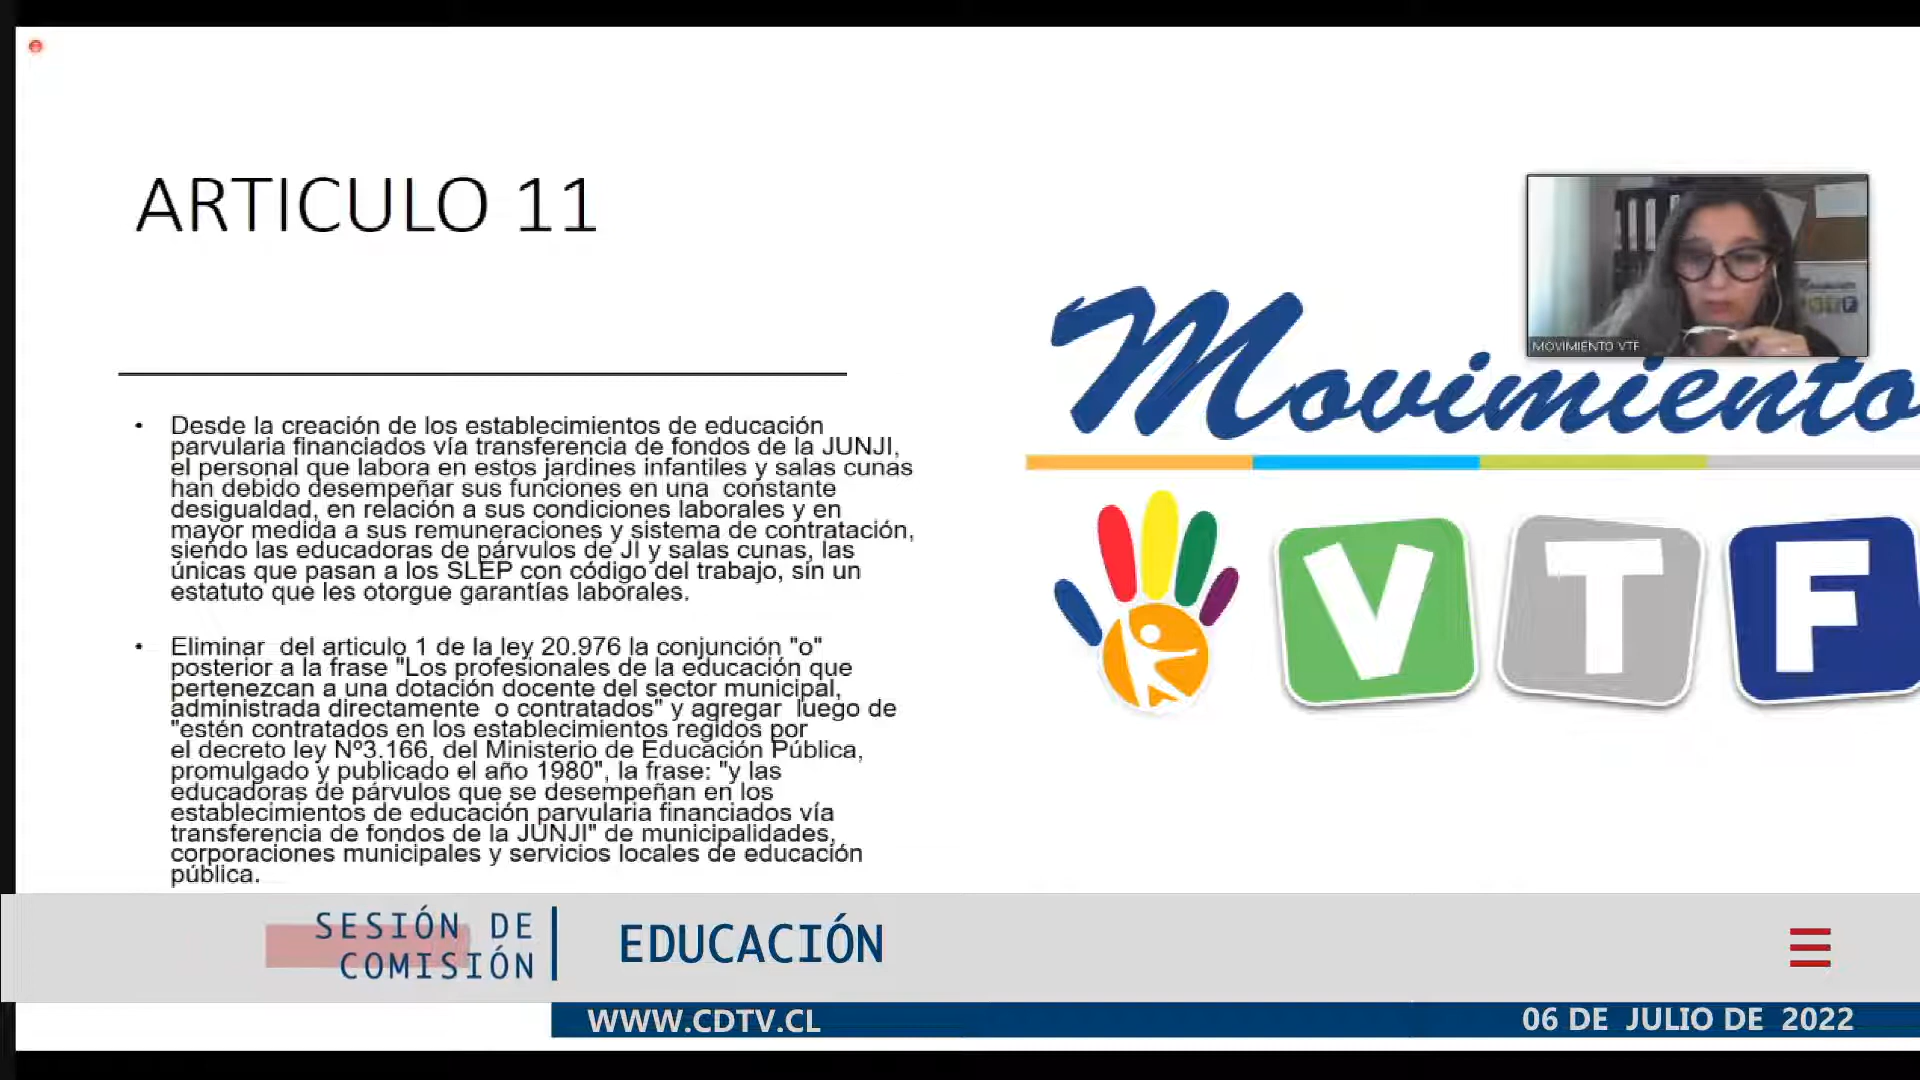 ARTICULO 11
• Desde la creación de los establecimientos de educación
parvularia financiados vía transferencia de fondos de la JUNJI,
el personal que labora en estos jardines infantiles y salas cunas
han debido desempeñar sus funciones en una constante
desigualdad, en relación a sus condiciones laborales y en
mayor medida a sus remuneraciones y sistema de contratación,
siendo las educadoras de párvulos de JI y salas cunas, las
únicas que pasan a los SLEP con código del trabajo, sin un
estatuto que les otorgue garantías laborales.
• Eliminar del articulo 1 de la ley 20.976 la conjunción "o"
posterior a la frase "Los profesionales de la educación que
pertenezcan a una dotación docente del sector municipal,
administrada directamente o contratados" y agregar luego de
"estén contratados en los establecimientos regidos por
el decreto ley Nº3.166, del Ministerio de Educación Pública,
promulgado y publicado el año 1980", la frase: "y las
educadoras de párvulos que se desempeñan en los
establecimientos de educación parvularia financiados vía
transferencia de fondos de la JUNJI" de municipalidades,
corporaciones municipales y servicios locales de educación
pública.
MOVIMIENTO VTF
Movimiento
VTF
SESIÓN DE
COMISIÓN
EDUCACIÓN
WWW.CDTV.CL
06 DE JULIO DE 2022